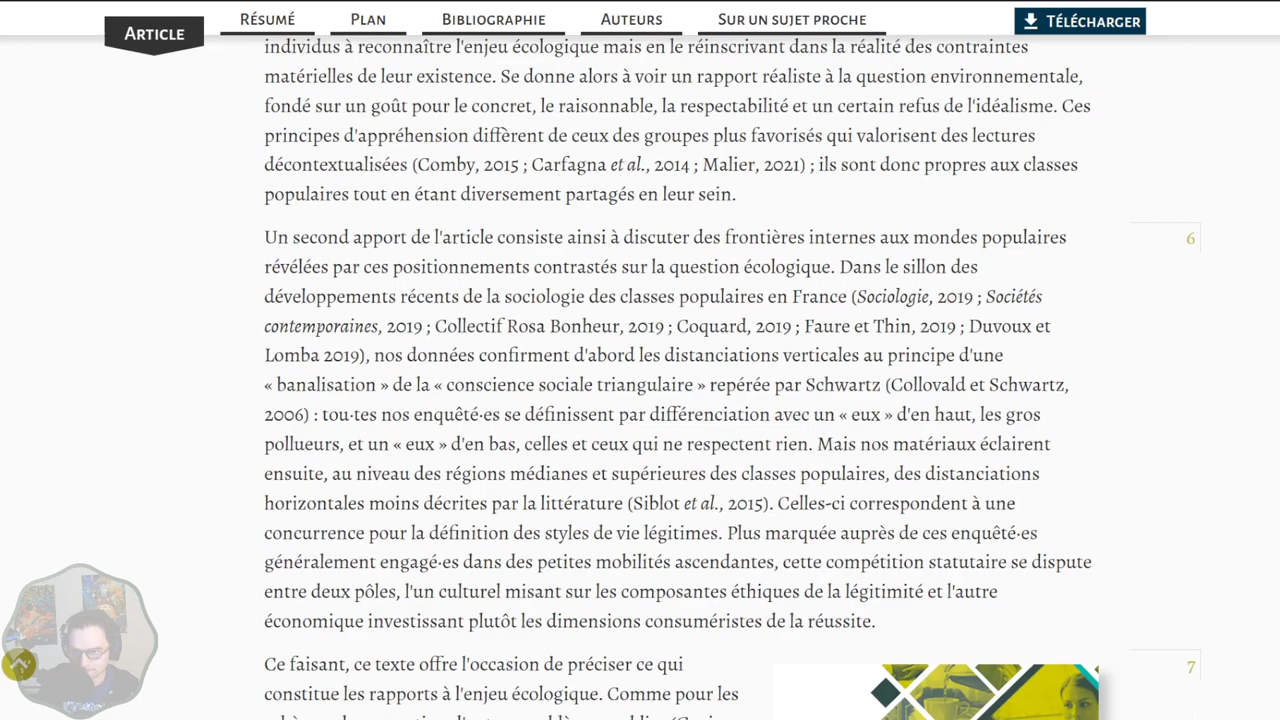 ARTICLE
RÉSUMÉ
PLAN
BIBLIOGRAPHIE
AUTEURS
SUR UN SUJET PROCHE
TÉLÉCHARGER
individus à reconnaître l'enjeu écologique mais en le réinscrivant dans la réalité des contraintes
matérielles de leur existence. Se donne alors à voir un rapport réaliste à la question environnementale,
fondé sur un goût pour le concret, le raisonnable, la respectabilité et un certain refus de l'idéalisme. Ces
principes d'appréhension diffèrent de ceux des groupes plus favorisés qui valorisent des lectures
décontextualisées (Comby, 2015 ; Carfagna et al., 2014 ; Malier, 2021) ; ils sont donc propres aux classes
populaires tout en étant diversement partagés en leur sein.
Un second apport de l'article consiste ainsi à discuter des frontières internes aux mondes populaires
6
révélées par ces positionnements contrastés sur la question écologique. Dans le sillon des
développements récents de la sociologie des classes populaires en France (Sociologie, 2019 ; Sociétés
contemporaines, 2019 ; Collectif Rosa Bonheur, 2019 ; Coquard, 2019 ; Faure et Thin, 2019 ; Duvoux et
Lomba 2019), nos données confirment d'abord les distanciations verticales au principe d'une
« banalisation » de la « conscience sociale triangulaire » repérée par Schwartz (Collovald et Schwartz,
2006) : tou·tes nos enquêté·es se définissent par différenciation avec un « eux » d'en haut, les gros
pollueurs, et un « eux » d'en bas, celles et ceux qui ne respectent rien. Mais nos matériaux éclairent
ensuite, au niveau des régions médianes et supérieures des classes populaires, des distanciations
horizontales moins décrites par la littérature (Siblot et al., 2015). Celles-ci correspondent à une
concurrence pour la définition des styles de vie légitimes. Plus marquée auprès de ces enquêté·es
généralement engagé·es dans des petites mobilités ascendantes, cette compétition statutaire se dispute
entre deux pôles, l'un culturel misant sur les composantes éthiques de la légitimité et l'autre
économique investissant plutôt les dimensions consuméristes de la réussite.
Ce faisant, ce texte offre l'occasion de préciser ce qui
7
constitue les rapports à l'enjeu écologique. Comme pour les